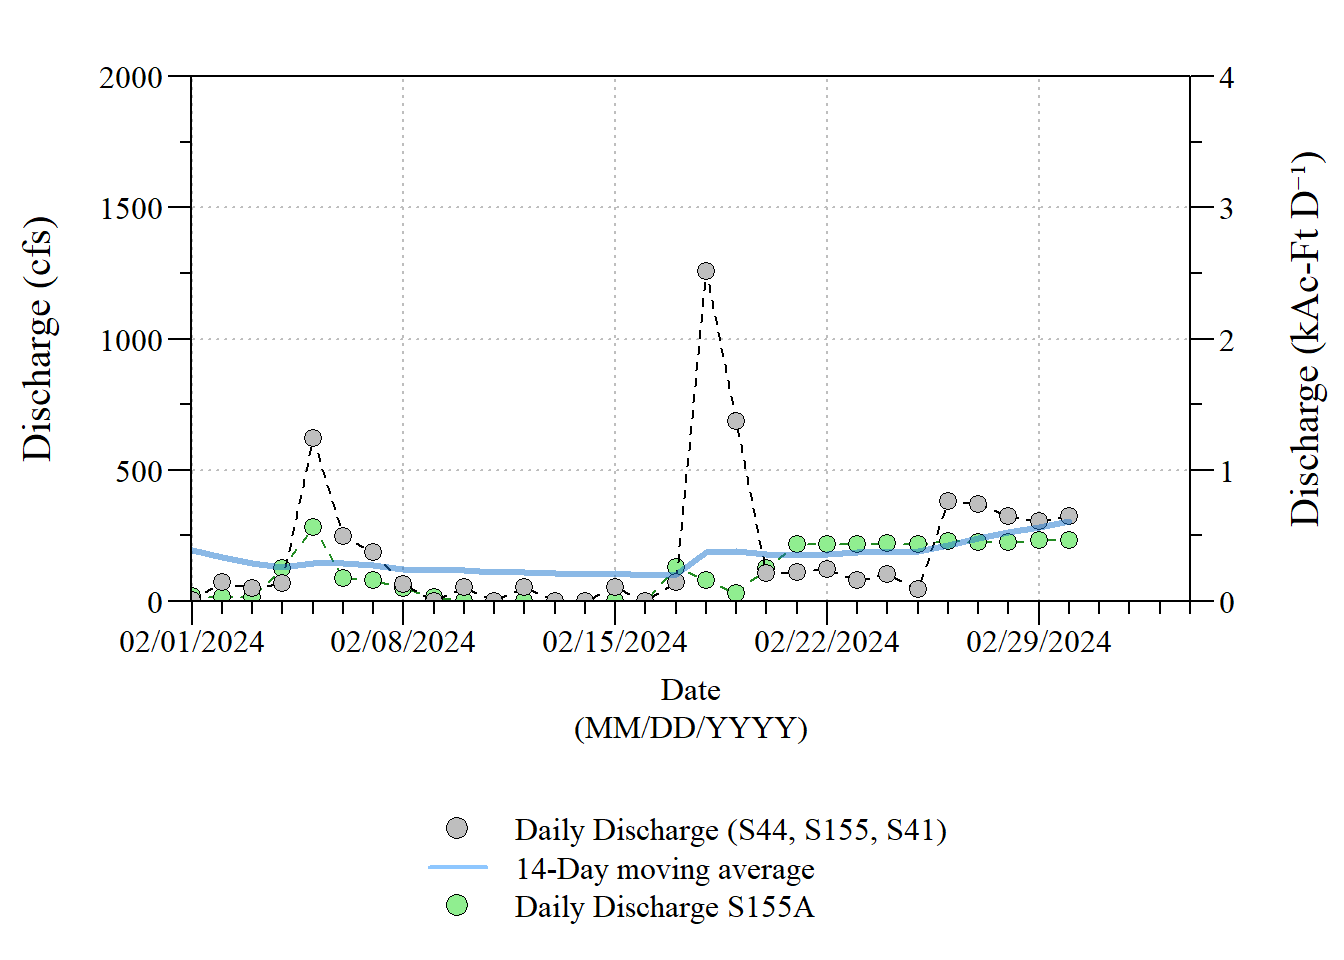 2000
1500
1000
500
0
Discharge (cfs)
4
3
2
1
0
Discharge (kAc-Ft D⁻¹)
02/01/2024
02/08/2024
02/15/2024
02/22/2024
02/29/2024
Date
(MM/DD/YYYY)
Daily Discharge (S44, S155, S41)
14-Day moving average
Daily Discharge S155A